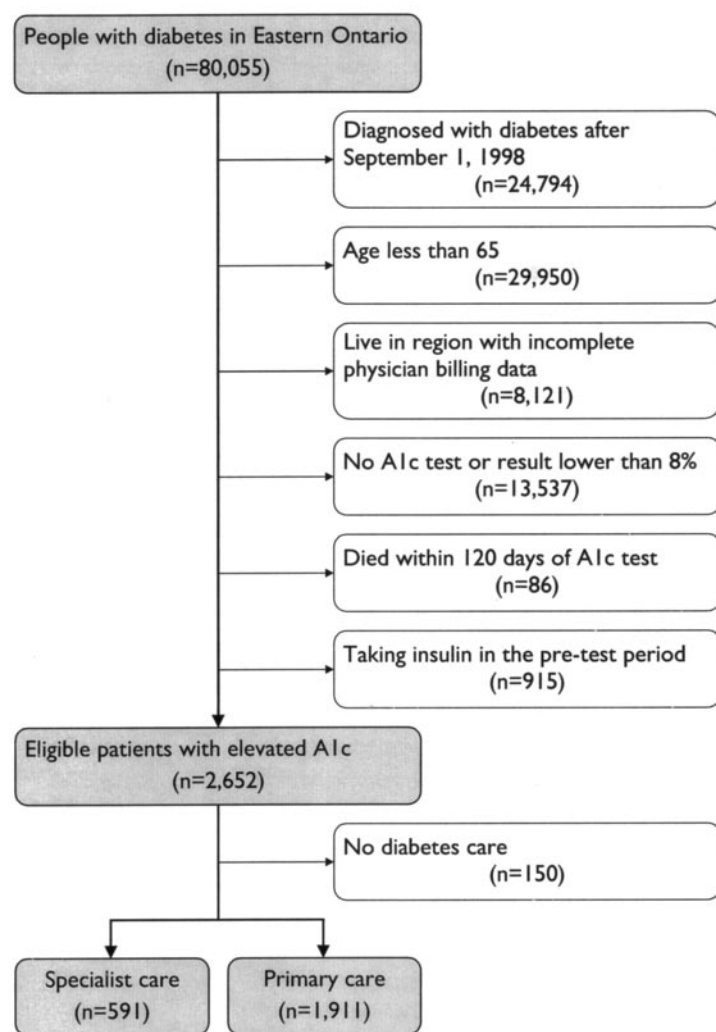 People with diabetes in Eastern Ontario
(n=80,055)
Diagnosed with diabetes after
September 1, 1998
(n=24,794)
Age less than 65
(n=29,950)
Live in region with incomplete
physician billing data
(n=8,121)
No A1c test or result lower than 8%
(n=13,537)
Died within 120 days of A1c test
(n=86)
Taking insulin in the pre-test period
(n=915)
Eligible patients with elevated A1c
(n=2,652)
No diabetes care
(n=150)
Specialist care
(n=591)
Primary care
(n=1,911)